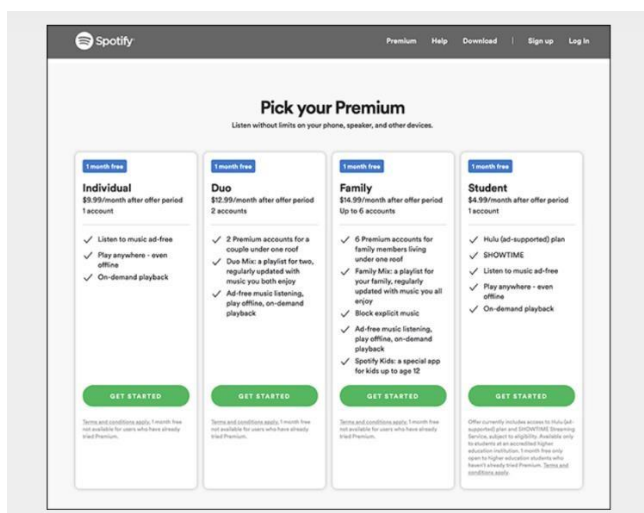 Spotify
Premium Help Download | Sign up Log in
Pick your Premium
Listen without limits on your phone, speaker, and other devices.
1 month free
Individual
$9.99/month after offer period
1 account
✓ Listen to music ad-free
✓ Play anywhere - even
offline
✓ On-demand playback
GET STARTED
Terms and conditions apply. 1 month free
not available for users who have already
tried Premium.
1 month free
Duo
$12.99/month after offer period
2 accounts
✓ 2 Premium accounts for a
couple under one roof
✓ Duo Mix: a playlist for two,
regularly updated with
music you both enjoy
✓ Ad-free music listening,
play offline, on-demand
playback
GET STARTED
Terms and conditions apply. 1 month free
not available for users who have already
tried Premium.
1 month free
Family
$14.99/month after offer period
Up to 6 accounts
✓ 6 Premium accounts for
family members living
under one roof
✓ Family Mix: a playlist for
your family, regularly
updated with music you all
enjoy
✓ Block explicit music
✓ Ad-free music listening,
play offline, on-demand
playback
✓ Spotify Kids: a special app
for kids up to age 12
GET STARTED
Terms and conditions apply. 1 month free
not available for users who have already
tried Premium.
1 month free
Student
$4.99/month after offer period
1 account
✓ Hulu (ad-supported) plan
✓ SHOWTIME
✓ Listen to music ad-free
✓ Play anywhere - even
offline
✓ On-demand playback
GET STARTED
Offer currently includes access to Hulu (ad-
supported) plan and SHOWTIME Streaming
Service, subject to eligibility. Available only
to students at an accredited higher
education institution. 1 month free only
open to higher education students who
haven't already tried Premium. Terms and
conditions apply.